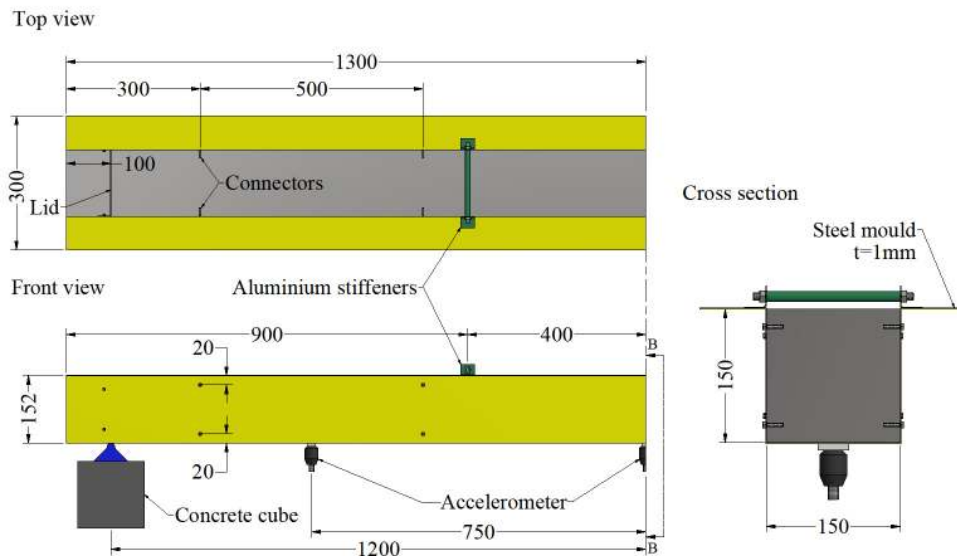 Top view
1300
300
500
300
100
Connectors
Lid
Cross section
Steel mould
t=1mm
Front view
Aluminium stiffeners
900
400
B
20
152
150
20
Accelerometer
Concrete cube
750
150
1200
B